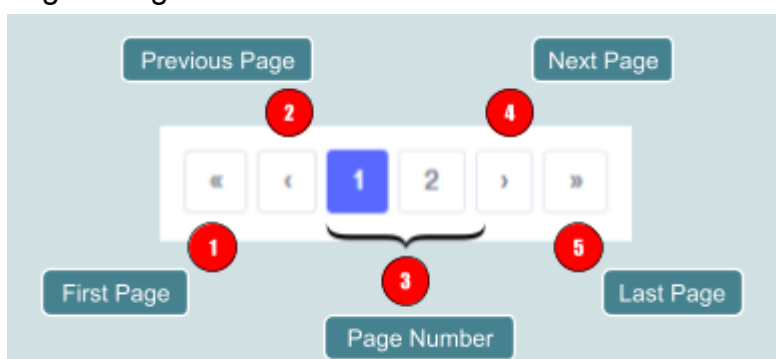 Previous Page
Next Page
2
4
« ‹ 1 2 › »
1
3
5
First Page
Last Page
Page Number